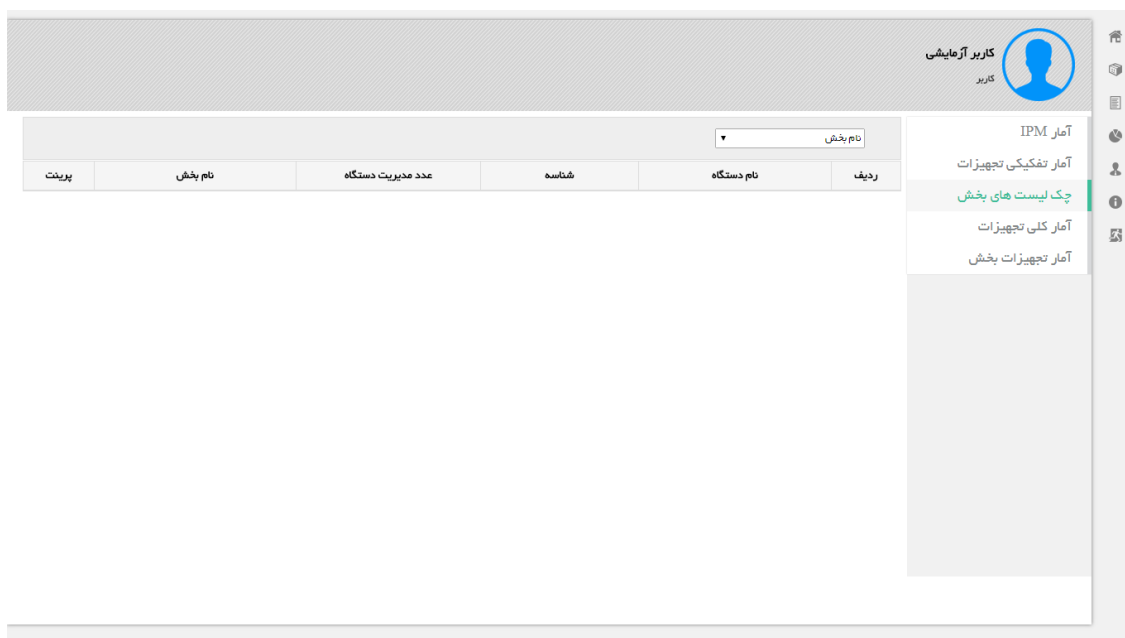 کاربر آزمایشی
کاربر
آمار IPM
آمار تفکیکی تجهیزات
چک لیست های بخش
آمار کلی تجهیزات
آمار تجهیزات بخش
نام بخش
ردیف نام دستگاه شناسه عدد مدیریت دستگاه نام بخش پرینت